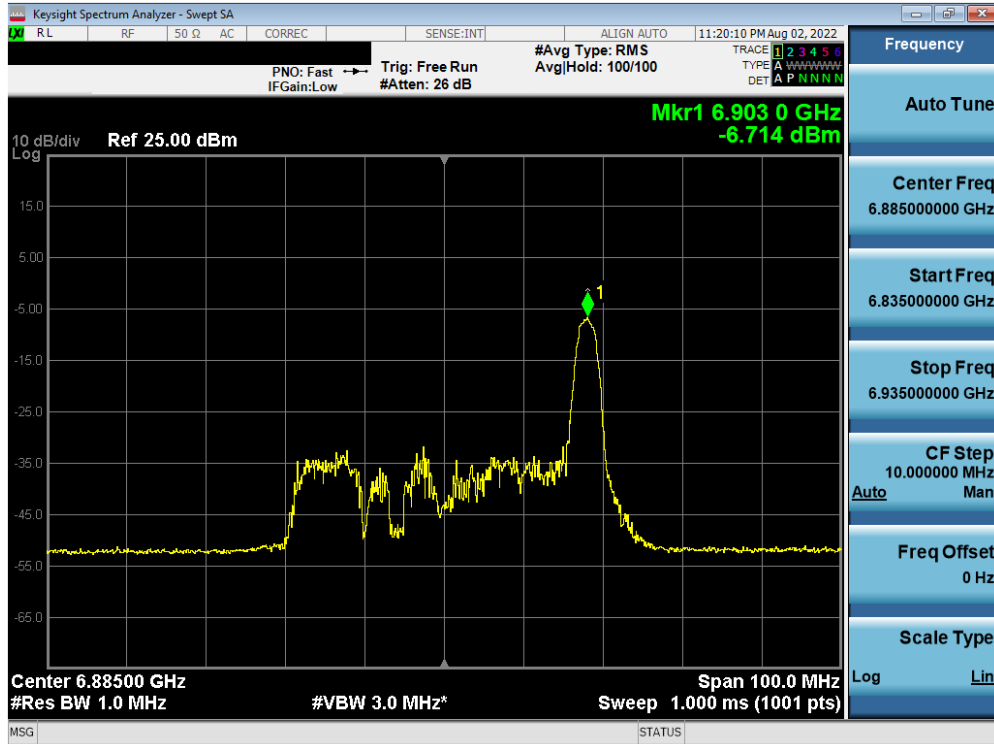 Keysight Spectrum Analyzer - Swept SA
LXI RL RF 50 Ω AC CORREC SENSE:INT ALIGN AUTO 11:20:10 PM Aug 02, 2022
PNO: Fast
IFGain:Low
Trig: Free Run
#Atten: 26 dB
#Avg Type: RMS
Avg|Hold: 100/100
TRACE 1 2 3 4 5 6
TYPE A WWWWW
DET A P N N N N
Mkr1 6.903 0 GHz
-6.714 dBm
10 dB/div Ref 25.00 dBm
Log
15.0
5.00
-5.00
-15.0
-25.0
-35.0
-45.0
-55.0
-65.0
1
Center 6.88500 GHz Span 100.0 MHz
#Res BW 1.0 MHz #VBW 3.0 MHz* Sweep 1.000 ms (1001 pts)
MSG STATUS
Frequency
Auto Tune
Center Freq
6.885000000 GHz
Start Freq
6.835000000 GHz
Stop Freq
6.935000000 GHz
CF Step
10.000000 MHz
Auto Man
Freq Offset
0 Hz
Scale Type
Log Lin